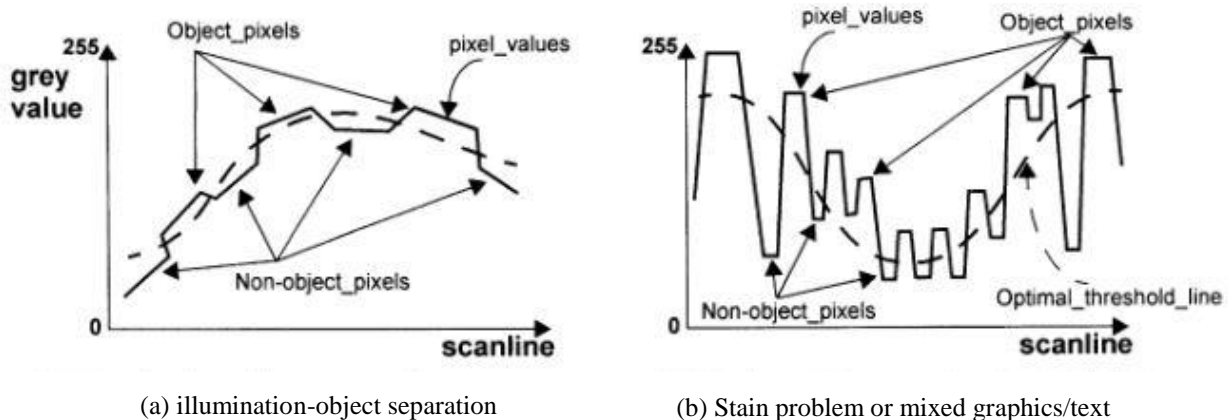 Object_pixels
pixel_values
255
grey
value
Non-object_pixels
0
scanline
(a) illumination-object separation
Object_pixels
pixel_values
255
Non-object_pixels
Optimal_threshold_line
0
scanline
(b) Stain problem or mixed graphics/text